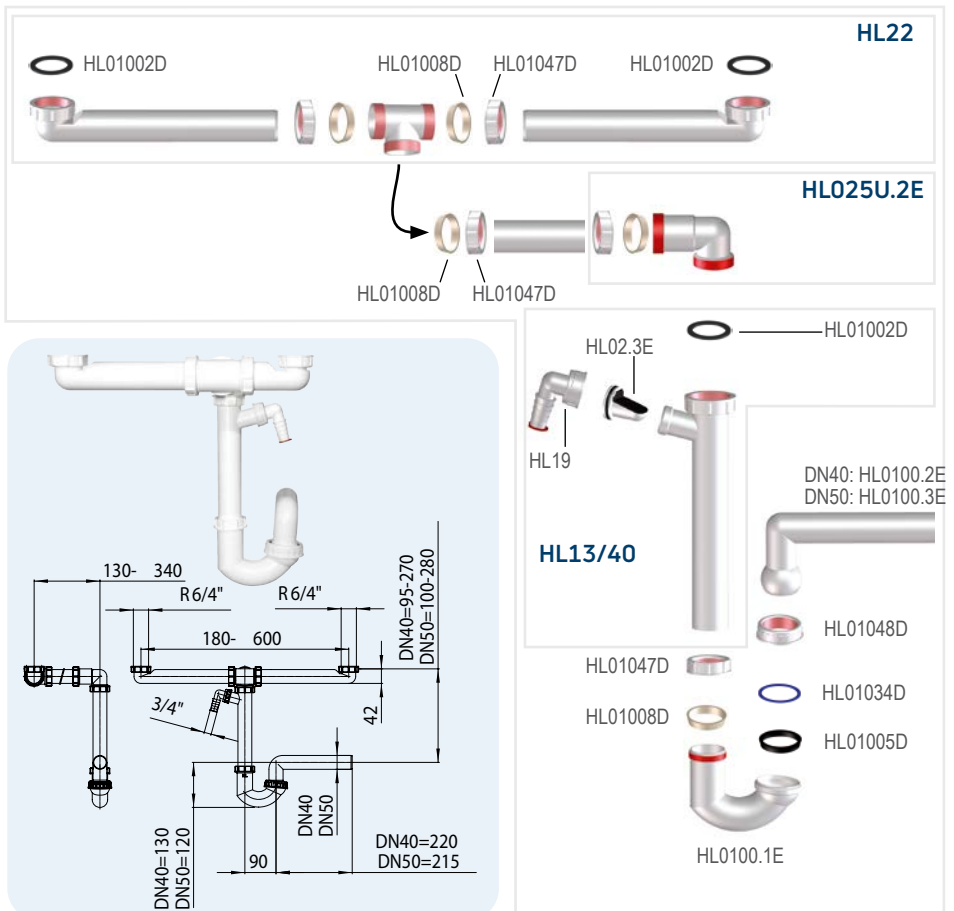 HL22
HL01002D
HL01008D
HL01047D
HL01002D
HL025U.2E
HL01008D
HL01047D
HL01002D
HL02.3E
HL19
DN40: HL0100.2E
DN50: HL0100.3E
HL13/40
HL01048D
HL01047D
HL01034D
HL01008D
HL01005D
HL0100.1E
130- 340
R 6/4"
R 6/4"
DN40=95-270
DN50=100-280
180- 600
3/4"
42
DN40=130
DN50=120
90
DN40
DN50
DN40=220
DN50=215